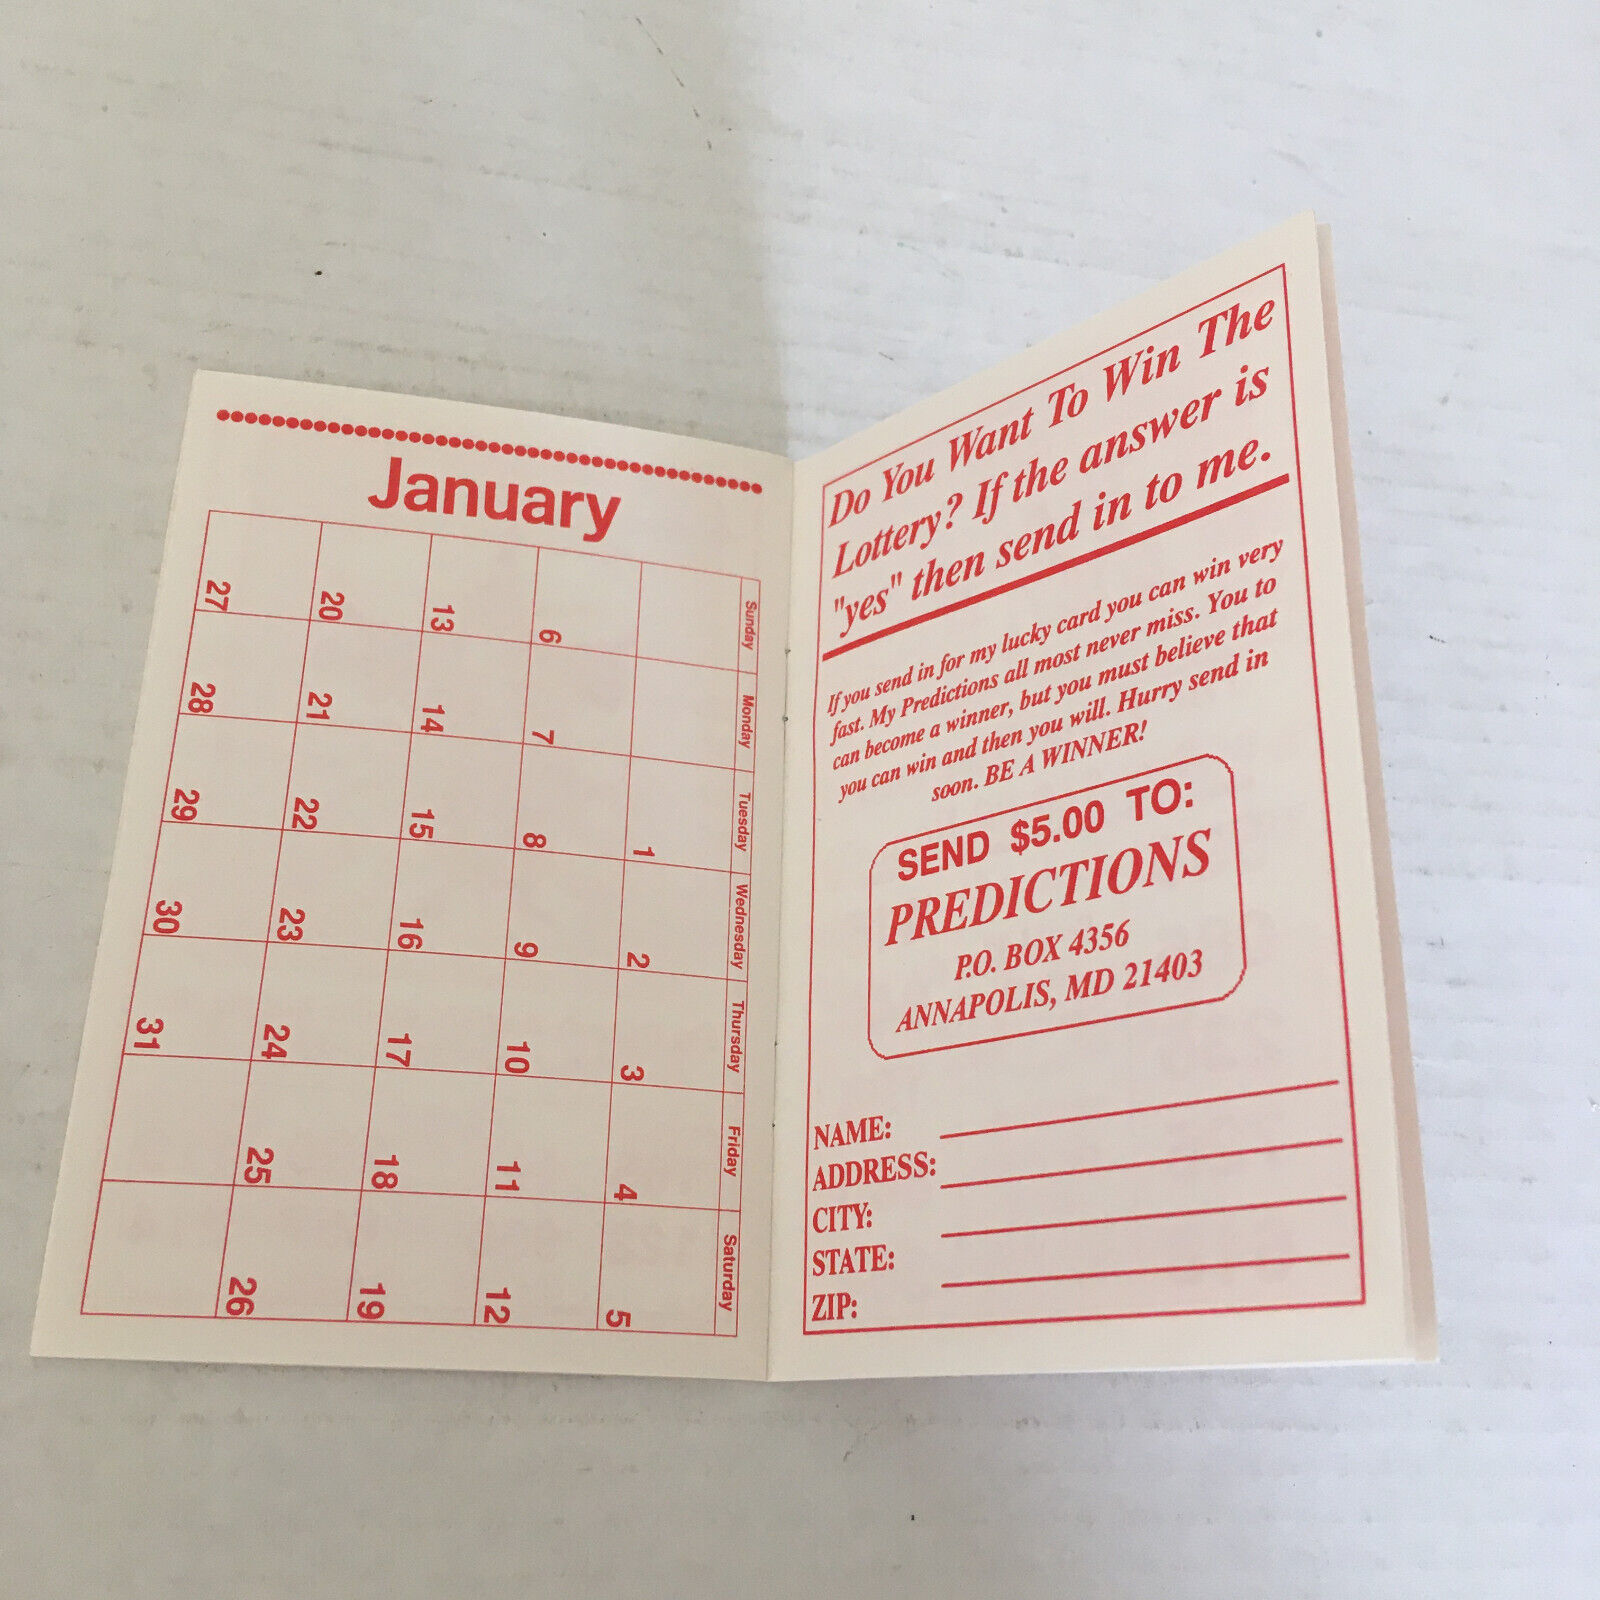 January
Sunday Monday Tuesday Wednesday Thursday Friday Saturday
1 2 3 4 5
6 7 8 9 10 11 12
13 14 15 16 17 18 19
20 21 22 23 24 25 26
27 28 29 30 31
Do You Want To Win The
Lottery? If the answer is
"yes" then send in to me.
If you send in for my lucky card you can win very
fast. My Predictions all most never miss. You to
can become a winner, but you must believe that
you can win and then you will. Hurry send in
soon. BE A WINNER!
SEND $5.00 TO:
PREDICTIONS
P.O. BOX 4356
ANNAPOLIS, MD 21403
NAME:
ADDRESS:
CITY:
STATE:
ZIP: